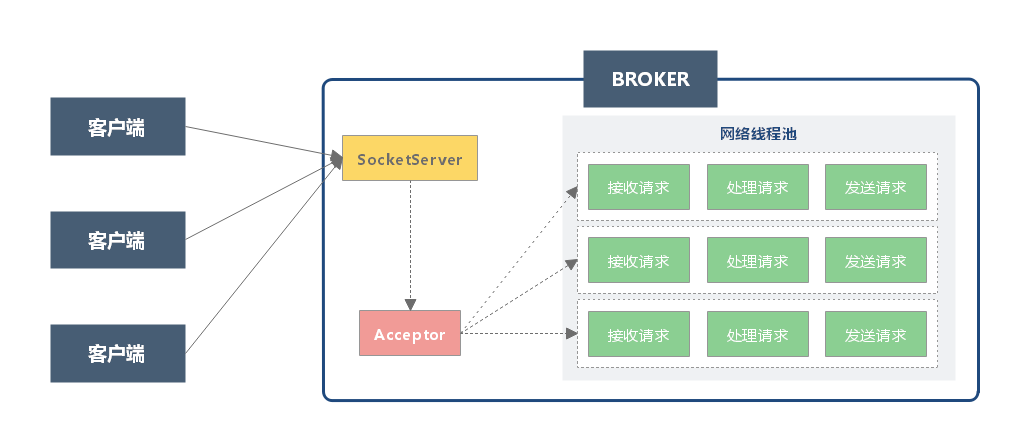 BROKER
客户端
客户端
客户端
SocketServer
Acceptor
网络线程池
接收请求 处理请求 发送请求
接收请求 处理请求 发送请求
接收请求 处理请求 发送请求